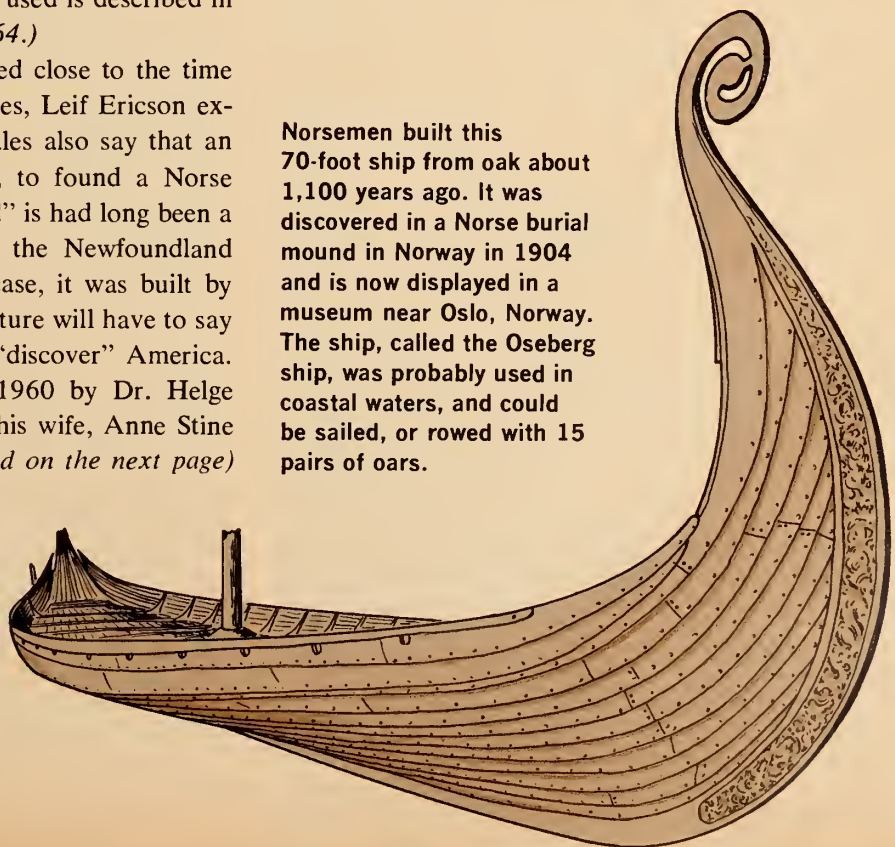 used is described in
64.)
ed close to the time
es, Leif Ericson ex-
les also say that an
, to found a Norse
” is had long been a
the Newfoundland
ase, it was built by
ture will have to say
“discover” America.
1960 by Dr. Helge
his wife, Anne Stine
d on the next page)
Norsemen built this
70-foot ship from oak about
1,100 years ago. It was
discovered in a Norse burial
mound in Norway in 1904
and is now displayed in a
museum near Oslo, Norway.
The ship, called the Oseberg
ship, was probably used in
coastal waters, and could
be sailed, or rowed with 15
pairs of oars.